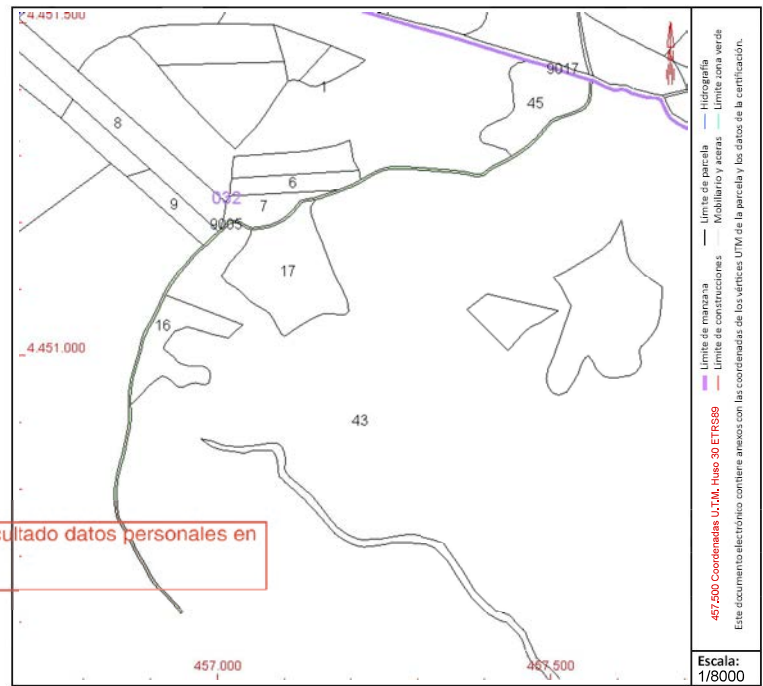 4.451.500
9017
1
45
8
6
032
9
7
9005
17
16
4.451.000
43
cultado datos personales en
457.000
457.500
Límite de manzana
Límite de parcela
Hidrografía
457.500 Coordenadas U.T.M. Huso 30 ETRS89
Límite de construcciones
Mobiliario y aceras
Límite zona verde
Este documento electrónico contiene anexos con las coordenadas de los vértices UTM de la parcela y los datos de la certificación.
Escala:
1/8000